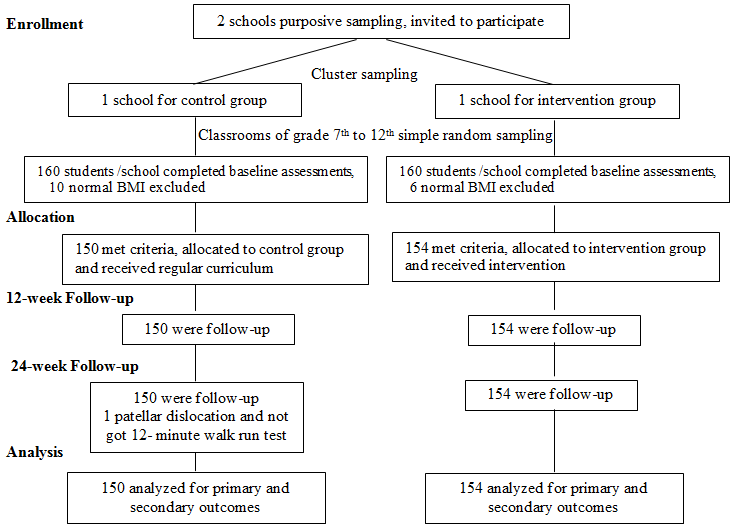 Enrollment
2 schools purposive sampling, invited to participate
Cluster sampling
1 school for control group
1 school for intervention group
Classrooms of grade 7th to 12th simple random sampling
160 students /school completed baseline assessments,
10 normal BMI excluded
160 students /school completed baseline assessments,
6 normal BMI excluded
Allocation
150 met criteria, allocated to control group
and received regular curriculum
154 met criteria, allocated to intervention group
and received intervention
12-week Follow-up
150 were follow-up
154 were follow-up
24-week Follow-up
150 were follow-up
1 patellar dislocation and not
got 12- minute walk run test
154 were follow-up
Analysis
150 analyzed for primary and
secondary outcomes
154 analyzed for primary and
secondary outcomes